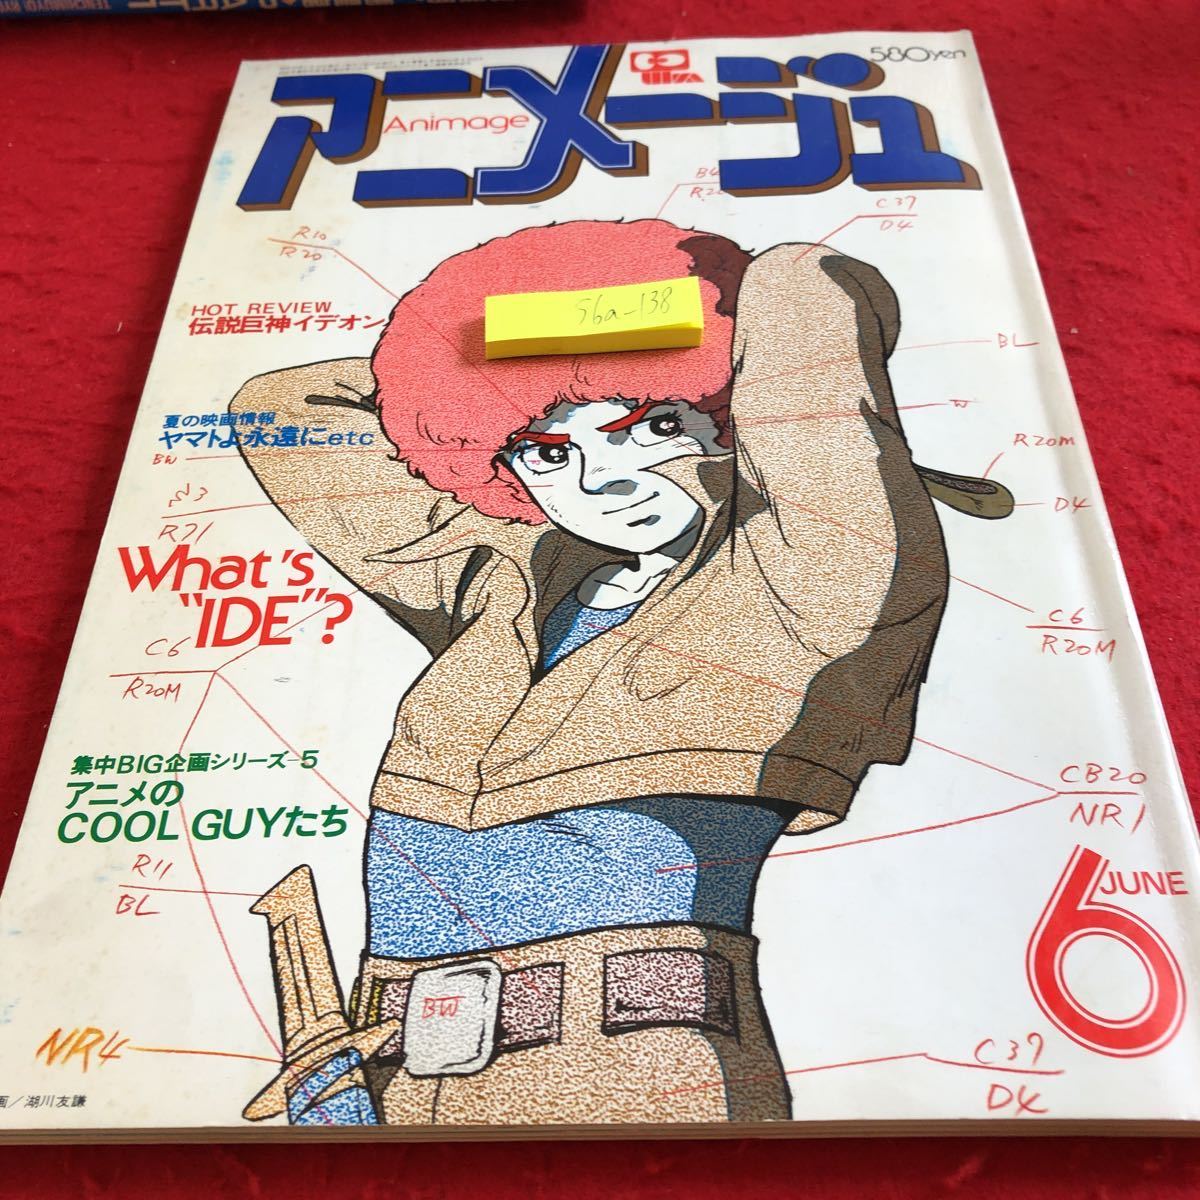 580yen
アニメージュ
Animage
B4
R20
C37
D4
R10
R20
56a-138
HOT REVIEW
伝説巨神イデオン
BL
夏の映画情報
ヤマトよ永遠にetc
W
BW
R20M
R71
D4
What's
"IDE"?
C6
R20M
C6
R20M
集中BIG企画シリーズ-5
アニメの
COOL GUYたち
CB20
NR1
R11
BL
6
JUNE
BW
NR4
C37
D4
画/湖川友謙